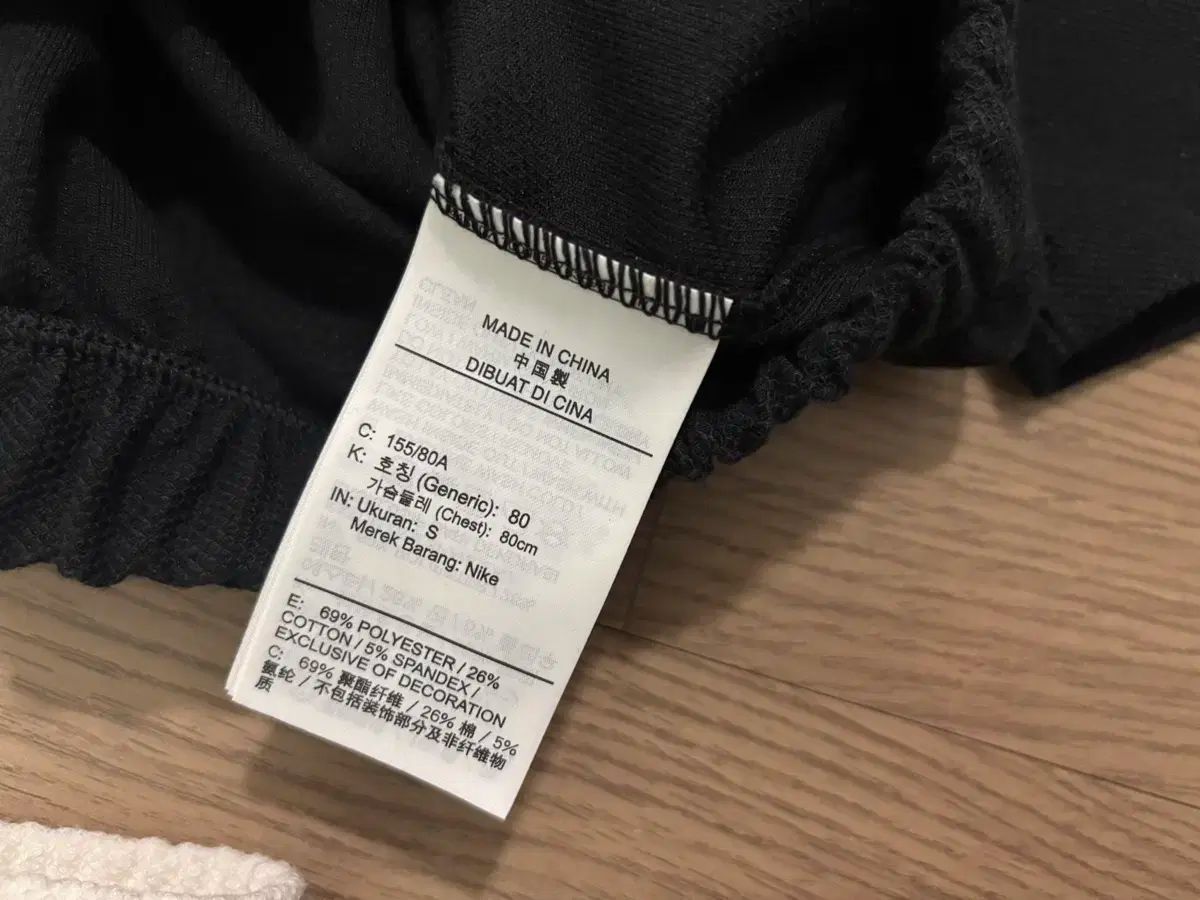 MADE IN CHINA
中国製
DIBUAT DI CINA
C: 155/80A
K: 호칭 (Generic): 80
가슴둘레 (Chest): 80cm
IN: Ukuran: S
Merek Barang: Nike
E: 69% POLYESTER / 26%
COTTON / 5% SPANDEX /
EXCLUSIVE OF DECORATION
C: 69% 聚酯纤维 / 26% 棉 / 5%
氨纶 / 不包括装饰部分及非纤维物
质